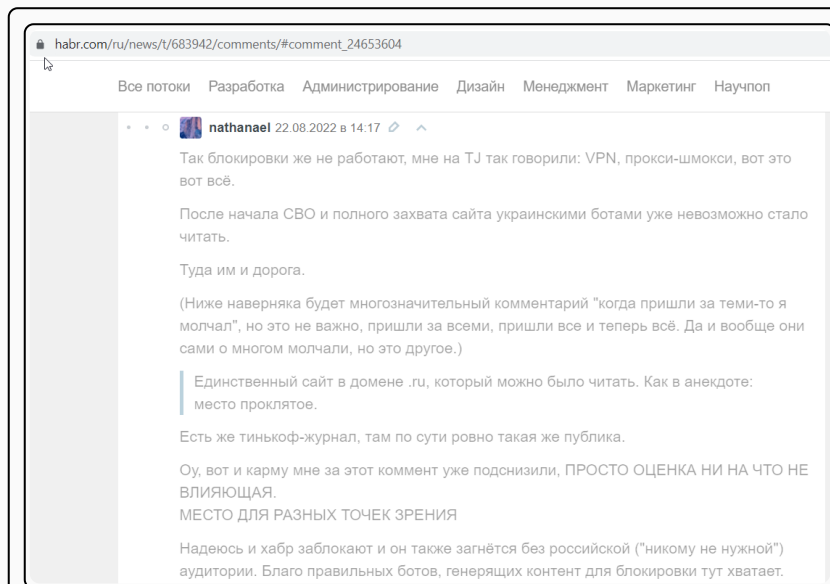 habr.com/ru/news/t/683942/comments/#comment_24653604
Все потоки Разработка Администрирование Дизайн Менеджмент Маркетинг Научпоп
nathanael 22.08.2022 в 14:17
Так блокировки же не работают, мне на TJ так говорили: VPN, прокси-шмокси, вот это
вот всё.
После начала СВО и полного захвата сайта украинскими ботами уже невозможно стало
читать.
Туда им и дорога.
(Ниже наверняка будет многозначительный комментарий "когда пришли за теми-то я
молчал", но это не важно, пришли за всеми, пришли все и теперь всё. Да и вообще они
сами о многом молчали, но это другое.)
Единственный сайт в домене .ru, который можно было читать. Как в анекдоте:
место проклятое.
Есть же тинькоф-журнал, там по сути ровно такая же публика.
Оу, вот и карму мне за этот коммент уже подснизили, ПРОСТО ОЦЕНКА НИ НА ЧТО НЕ
ВЛИЯЮЩАЯ.
МЕСТО ДЛЯ РАЗНЫХ ТОЧЕК ЗРЕНИЯ
Надеюсь и хабр заблокают и он также загнётся без российской ("никому не нужной")
аудитории. Благо правильных ботов, генерящих контент для блокировки тут хватает.